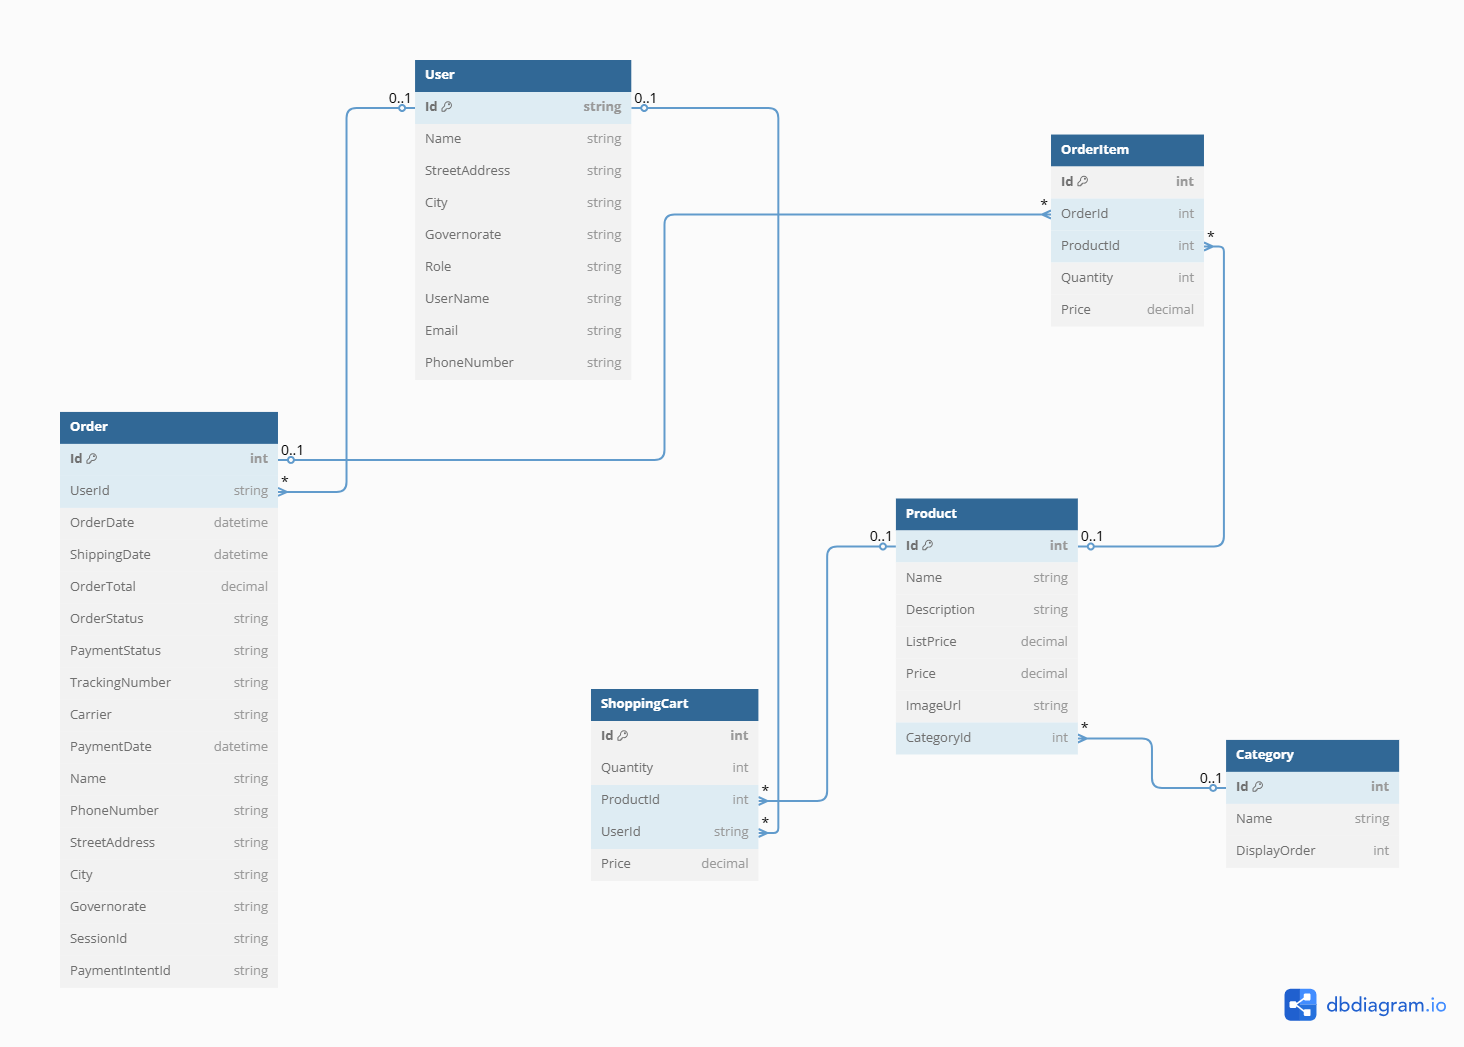 User
0..1
Id string
0..1
Name string
StreetAddress string
City string
Governorate string
Role string
UserName string
Email string
PhoneNumber string
OrderItem
Id int
*
OrderId int
*
ProductId int
Quantity int
Price decimal
Order
0..1
Id int
*
UserId string
OrderDate datetime
ShippingDate datetime
OrderTotal decimal
OrderStatus string
PaymentStatus string
TrackingNumber string
Carrier string
PaymentDate datetime
Name string
PhoneNumber string
StreetAddress string
City string
Governorate string
SessionId string
PaymentIntentId string
Product
0..1
Id int
0..1
Name string
Description string
ListPrice decimal
Price decimal
ImageUrl string
*
CategoryId int
ShoppingCart
Id int
Quantity int
*
ProductId int
*
UserId string
Price decimal
Category
0..1
Id int
Name string
DisplayOrder int
dbdiagram.io